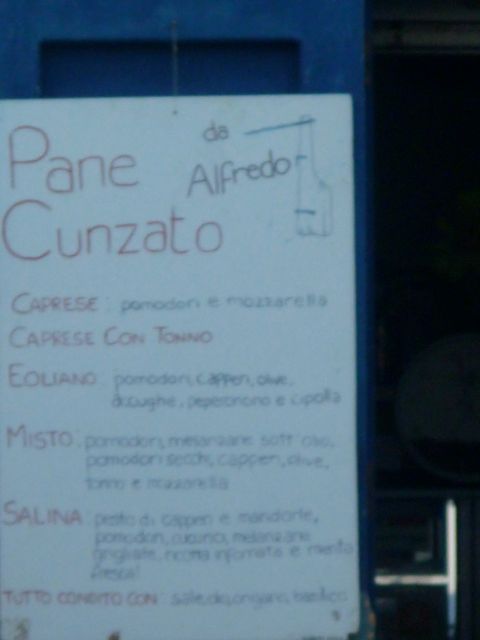 Pane da
Cunzato Alfredo
CAPRESE: pomodori e mozzarella
CAPRESE CON TONNO
EOLIANO: pomodori, capperi, olive,
acciughe, peperoncino e cipolla
MISTO: pomodori, melanzane sott'olio,
pomodori secchi, capperi, olive,
tonno e mozzarella
SALINA: pesto di capperi e mandorle,
pomodori, cucunci, melanzane
grigliate, ricotta infornata e menta
fresca!
TUTTO CONDITO CON: sale, olio, origano, basilico